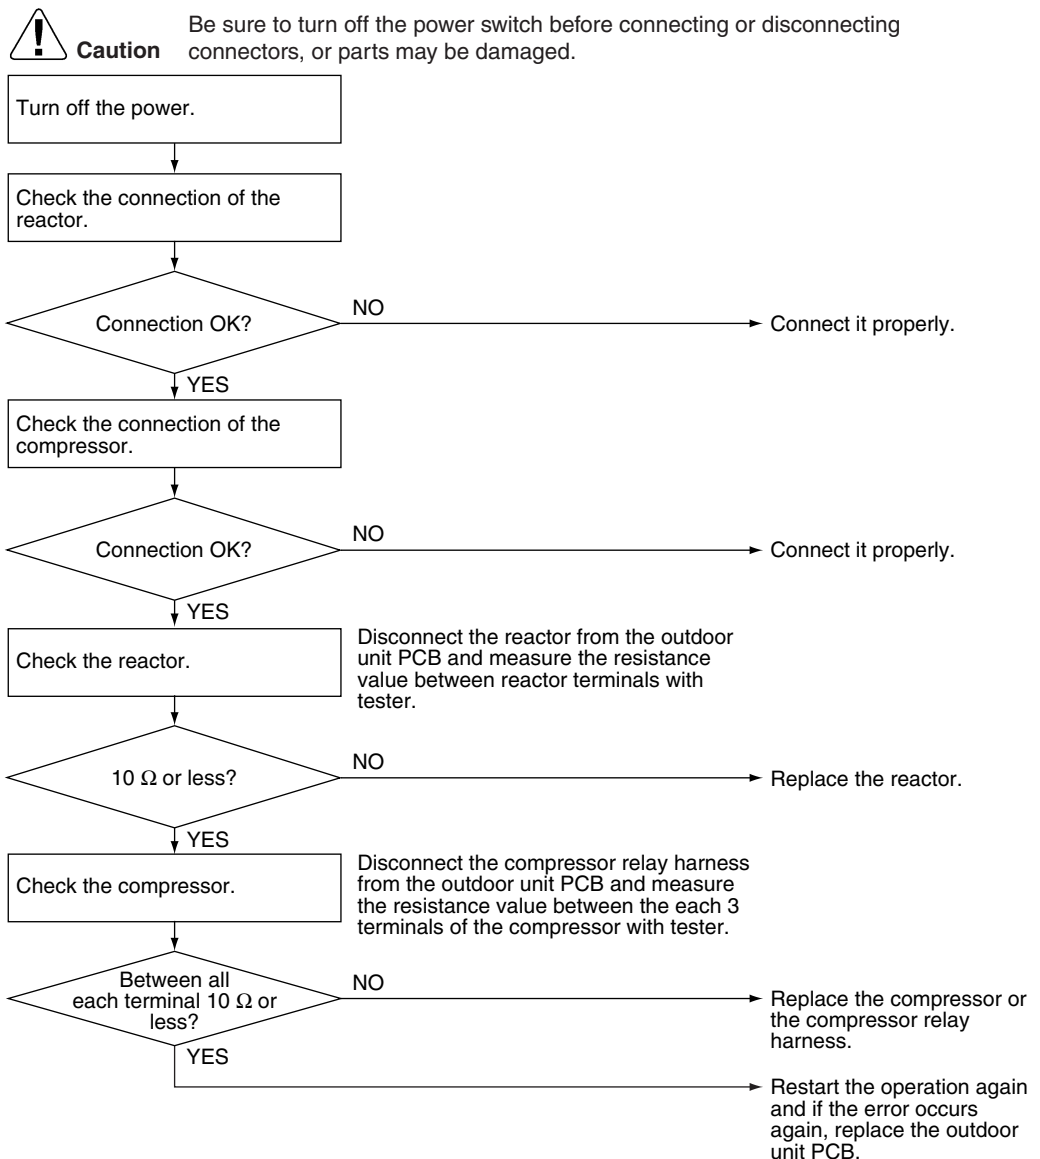 Be sure to turn off the power switch before connecting or disconnecting
Caution connectors, or parts may be damaged.
Turn off the power.
Check the connection of the
reactor.
Connection OK?
NO
Connect it properly.
YES
Check the connection of the
compressor.
Connection OK?
NO
Connect it properly.
YES
Check the reactor.
Disconnect the reactor from the outdoor
unit PCB and measure the resistance
value between reactor terminals with
tester.
10 Ω or less?
NO
Replace the reactor.
YES
Check the compressor.
Disconnect the compressor relay harness
from the outdoor unit PCB and measure
the resistance value between the each 3
terminals of the compressor with tester.
Between all
each terminal 10 Ω or
less?
NO
Replace the compressor or
the compressor relay
harness.
YES
Restart the operation again
and if the error occurs
again, replace the outdoor
unit PCB.